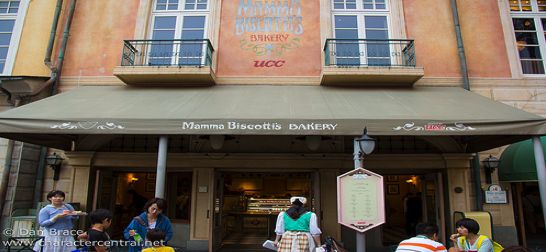 MAMMA
BISCOTTI'S
BAKERY
UCC
Mamma Biscotti's BAKERY
UCC
© Dan Brace
www.charactercentral.net